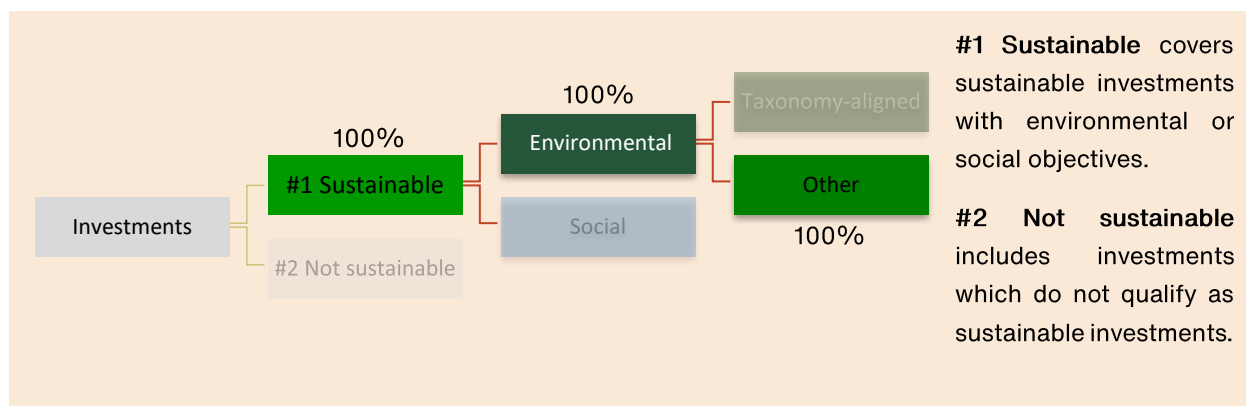 100%
Taxonomy-aligned
100%
Environmental
#1 Sustainable
Other
Investments
Social
100%
#2 Not sustainable
#1 Sustainable covers
sustainable investments
with environmental or
social objectives.
#2 Not sustainable
includes investments
which do not qualify as
sustainable investments.